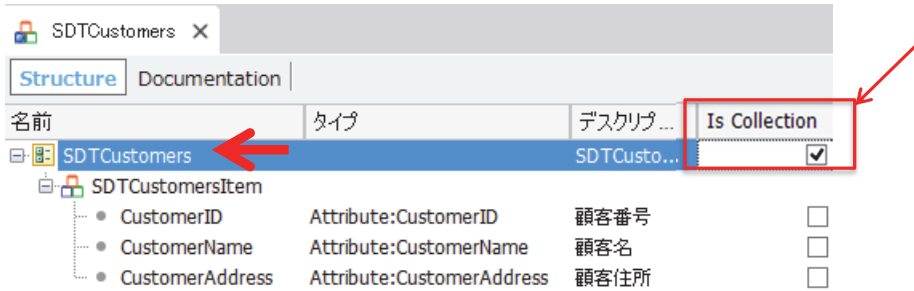 SDTCustomers
Structure Documentation
名前 タイプ デスクリプ... Is Collection
SDTCustomers SDTCusto...
SDTCustomersItem
CustomerID Attribute:CustomerID 顧客番号
CustomerName Attribute:CustomerName 顧客名
CustomerAddress Attribute:CustomerAddress 顧客住所